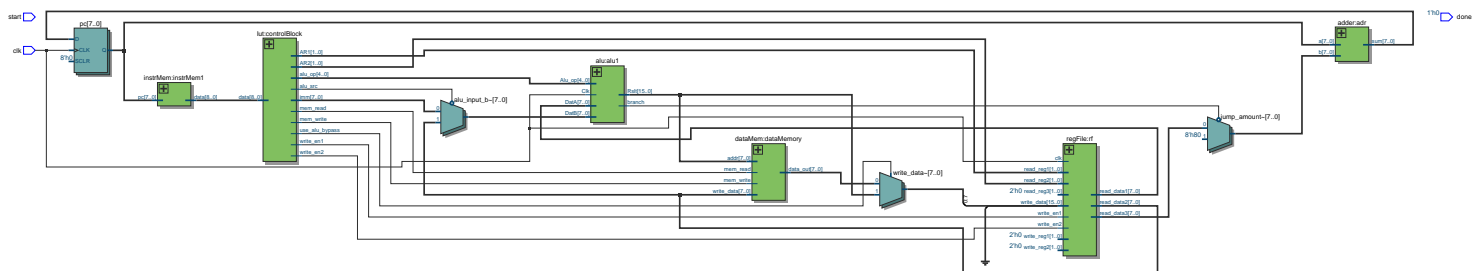 start
clk
pc[7..0]
D
CLK
Q
8'h0
SCLR
instrMem:instrMem1
pc[7..0]
data[8..0]
lut:controlBlock
data[8..0]
AR1[1..0]
AR2[1..0]
alu_op[4..0]
alu_src
imm[7..0]
mem_read
mem_write
use_alu_bypass
write_en1
write_en2
alu_input_b~[7..0]
0
1
alu:alu1
Alu_op[4..0]
Clk
DatA[7..0]
DatB[7..0]
Rslt[15..0]
branch
dataMem:dataMemory
addr[7..0]
mem_read
mem_write
write_data[7..0]
data_out[7..0]
write_data~[7..0]
0
1
0:7
regFile:rf
clk
read_reg1[1..0]
read_reg2[1..0]
2'h0 read_reg3[1..0]
write_data[15..0]
write_en1
write_en2
2'h0 write_reg1[1..0]
2'h0 write_reg2[1..0]
read_data1[7..0]
read_data2[7..0]
read_data3[7..0]
jump_amount~[7..0]
0
8'h80
1
adder:adr
a[7..0]
b[7..0]
sum[7..0]
1'h0
done